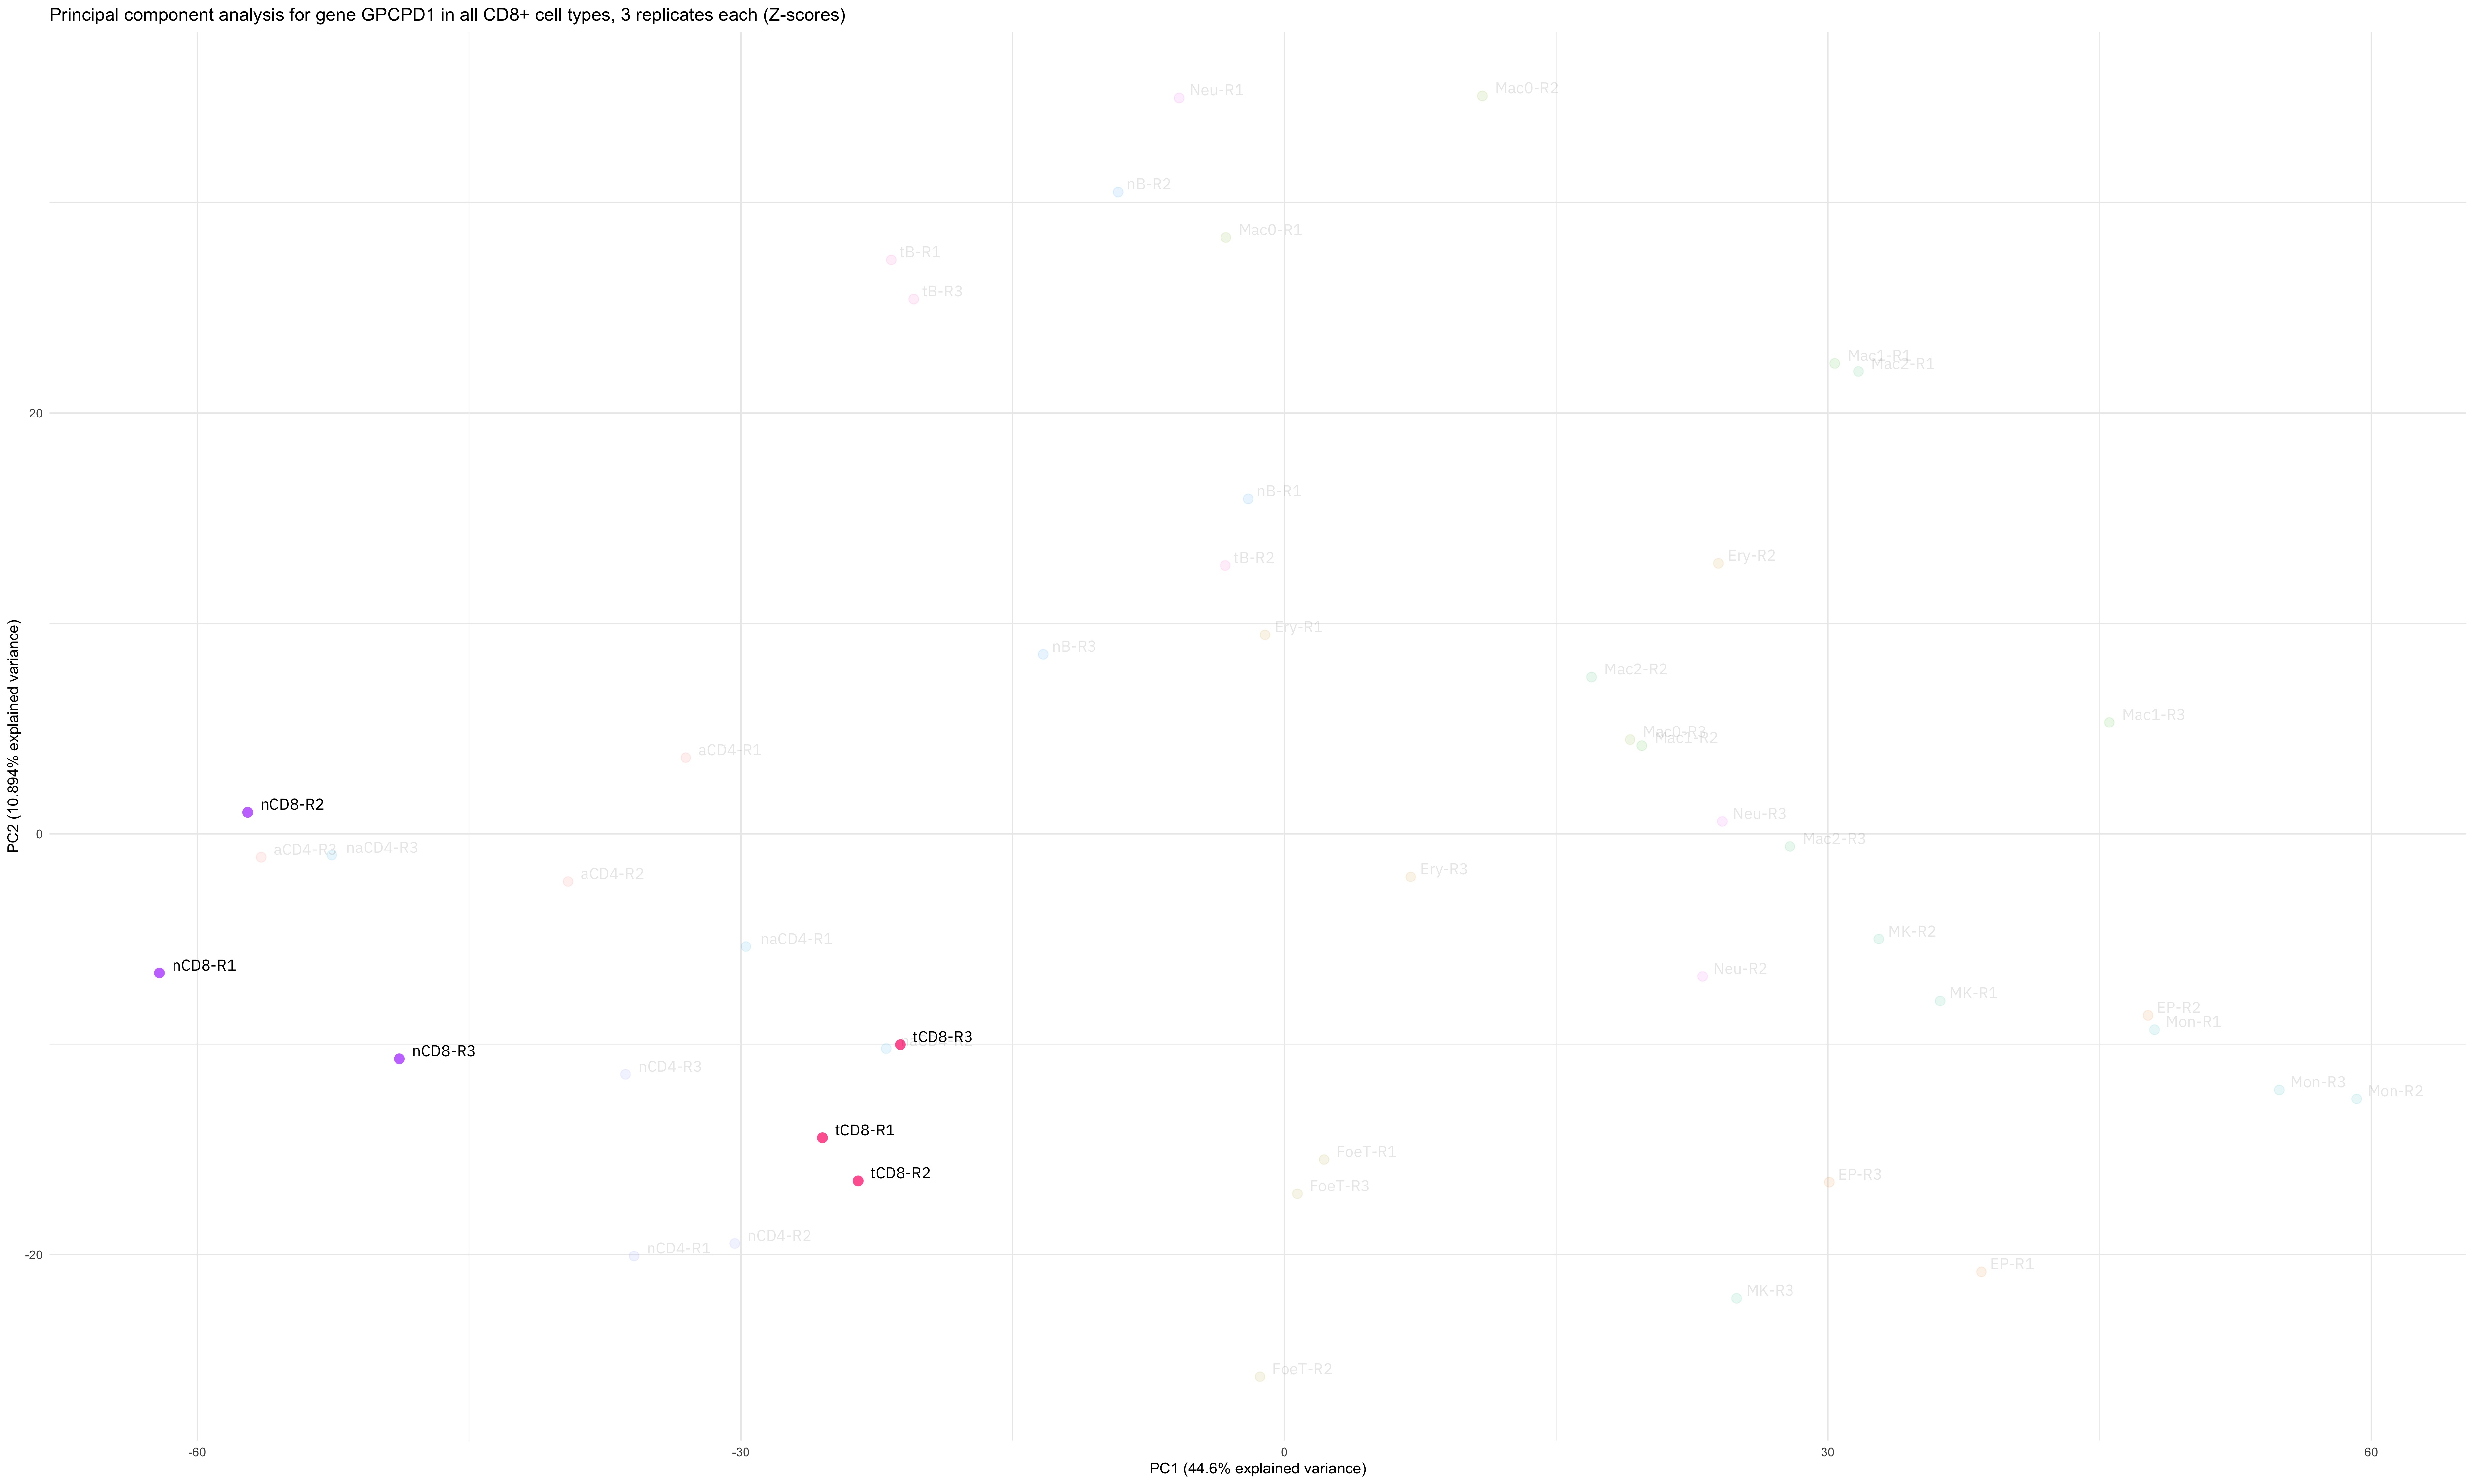 Principal component analysis for gene GPCPD1 in all CD8+ cell types, 3 replicates each (Z-scores)
Neu-R1
Mac0-R2
nB-R2
Mac0-R1
tB-R1
tB-R3
Mac1-R1
Mac2-R1
20
nB-R1
tB-R2
Ery-R2
Ery-R1
nB-R3
Mac2-R2
Mac1-R3
Mac0-R3
Mac1-R2
aCD4-R1
nCD8-R2
Neu-R3
0
Mac2-R3
aCD4-R3
naCD4-R3
aCD4-R2
Ery-R3
PC2 (10.894% explained variance)
naCD4-R1
MK-R2
nCD8-R1
Neu-R2
MK-R1
EP-R2
Mon-R1
tCD8-R3
nCD8-R3
nCD4-R3
Mon-R3
Mon-R2
tCD8-R1
FoeT-R1
tCD8-R2
EP-R3
FoeT-R3
nCD4-R2
nCD4-R1
-20
EP-R1
MK-R3
FoeT-R2
-60
-30
0
30
60
PC1 (44.6% explained variance)